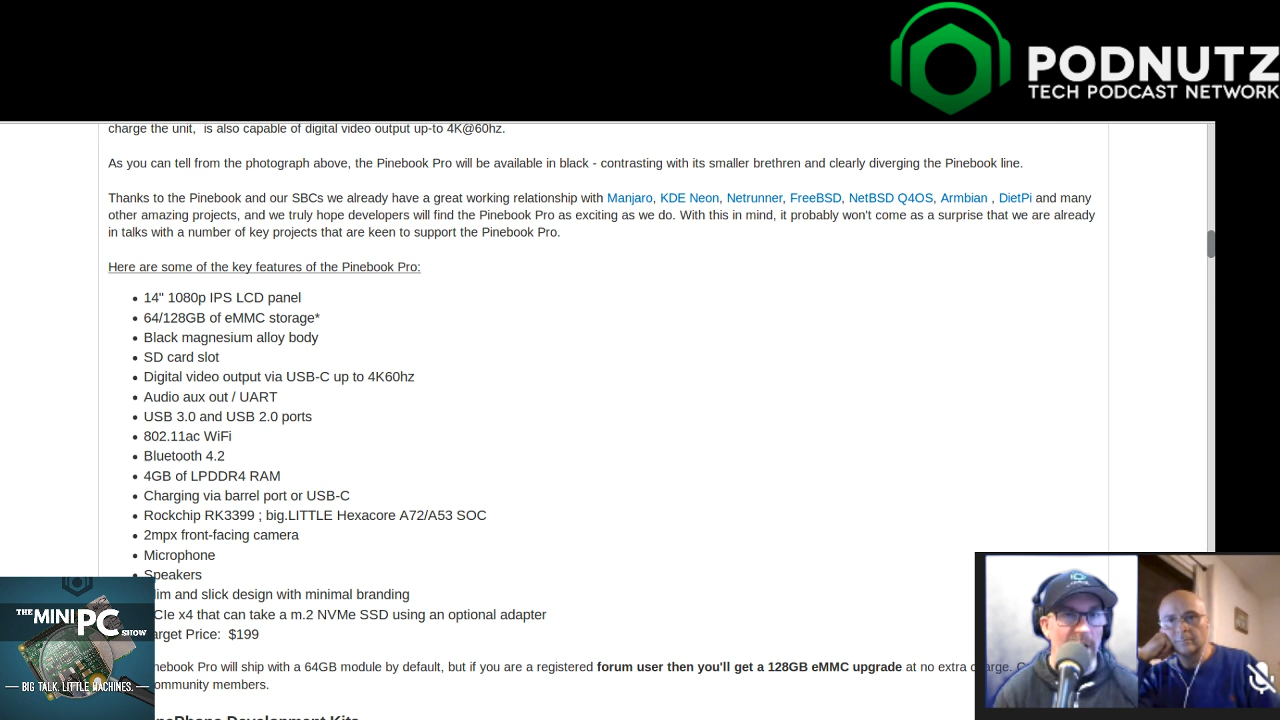 PODNUTZ
TECH PODCAST NETWORK
charge the unit, is also capable of digital video output up-to 4K@60hz.
As you can tell from the photograph above, the Pinebook Pro will be available in black - contrasting with its smaller brethren and clearly diverging the Pinebook line.
Thanks to the Pinebook and our SBCs we already have a great working relationship with Manjaro, KDE Neon, Netrunner, FreeBSD, NetBSD Q4OS, Armbian , DietPi and many
other amazing projects, and we truly hope developers will find the Pinebook Pro as exciting as we do. With this in mind, it probably won't come as a surprise that we are already
in talks with a number of key projects that are keen to support the Pinebook Pro.
Here are some of the key features of the Pinebook Pro:
• 14" 1080p IPS LCD panel
• 64/128GB of eMMC storage*
• Black magnesium alloy body
• SD card slot
• Digital video output via USB-C up to 4K60hz
• Audio aux out / UART
• USB 3.0 and USB 2.0 ports
• 802.11ac WiFi
• Bluetooth 4.2
• 4GB of LPDDR4 RAM
• Charging via barrel port or USB-C
• Rockchip RK3399 ; big.LITTLE Hexacore A72/A53 SOC
• 2mpx front-facing camera
• Microphone
• Speakers
lim and slick design with minimal branding
CIe x4 that can take a m.2 NVMe SSD using an optional adapter
arget Price: $199
nebook Pro will ship with a 64GB module by default, but if you are a registered forum user then you'll get a 128GB eMMC upgrade at no extra
ommunity members.
THE MINI PC SHOW
BIG TALK. LITTLE MACHINES.